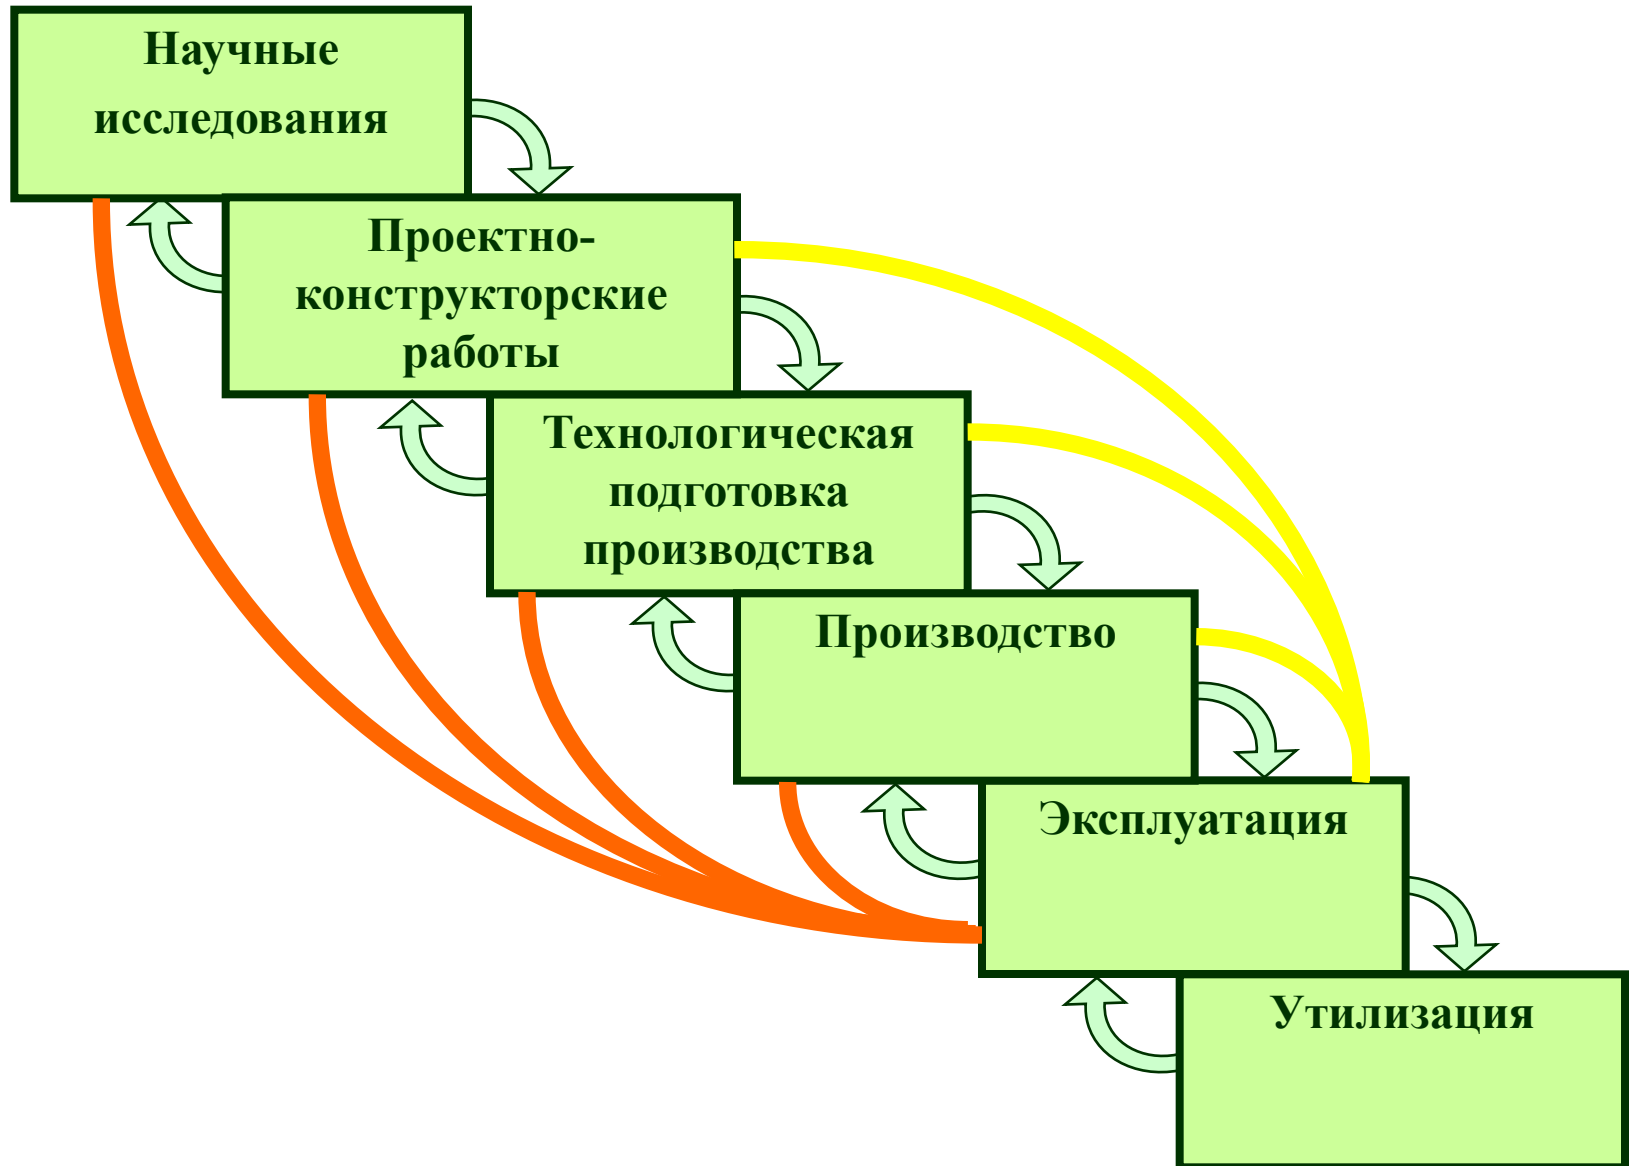 Научные
исследования
Проектно-
конструкторские
работы
Технологическая
подготовка
производства
Производство
Эксплуатация
Утилизация